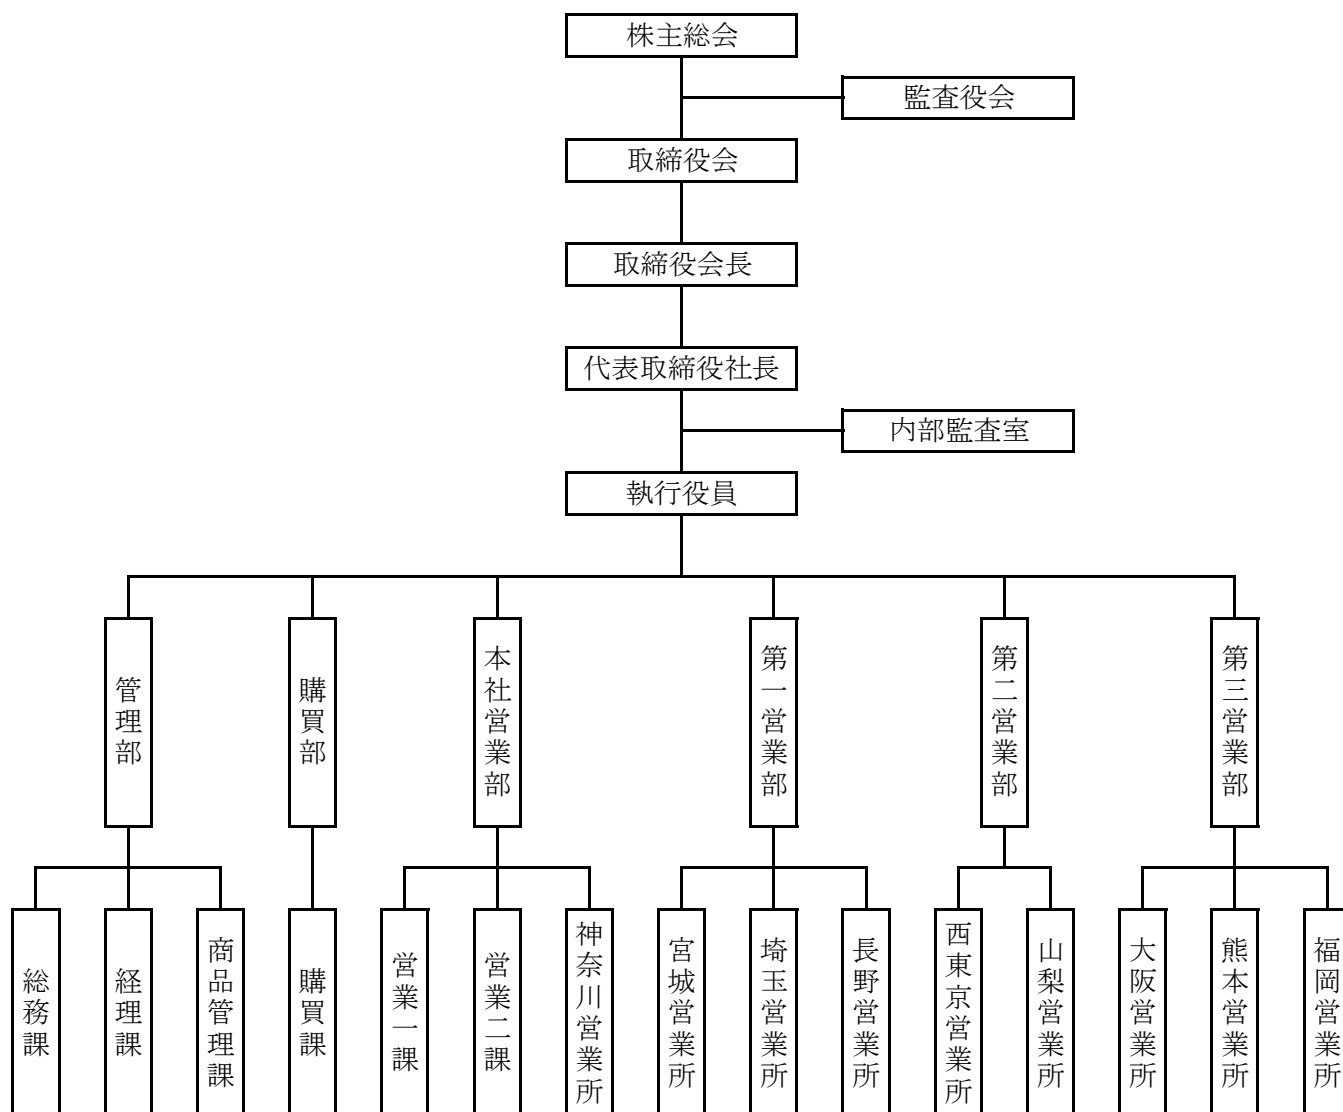 株主総会
監査役会
取締役会
取締役会長
代表取締役社長
内部監査室
執行役員
管理部
購買部
本社営業部
第一営業部
第二営業部
第三営業部
総務課
経理課
商品管理課
購買課
営業一課
営業二課
神奈川営業所
宮城営業所
埼玉営業所
長野営業所
西東京営業所
山梨営業所
大阪営業所
熊本営業所
福岡営業所